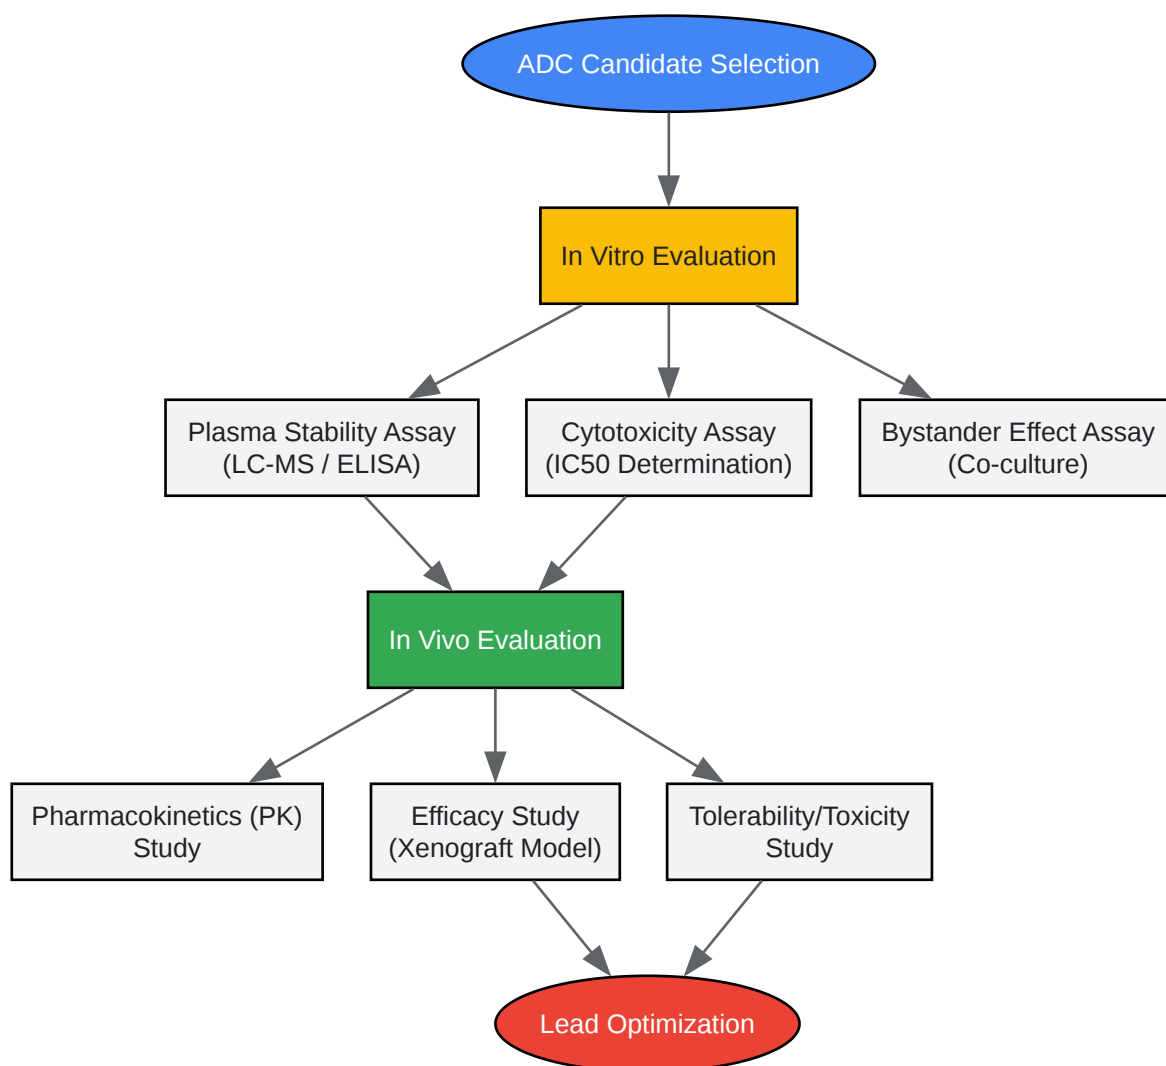 ADC Candidate Selection
In Vitro Evaluation
Plasma Stability Assay
(LC-MS / ELISA)
Cytotoxicity Assay
(IC50 Determination)
Bystander Effect Assay
(Co-culture)
In Vivo Evaluation
Pharmacokinetics (PK)
Study
Efficacy Study
(Xenograft Model)
Tolerability/Toxicity
Study
Lead Optimization